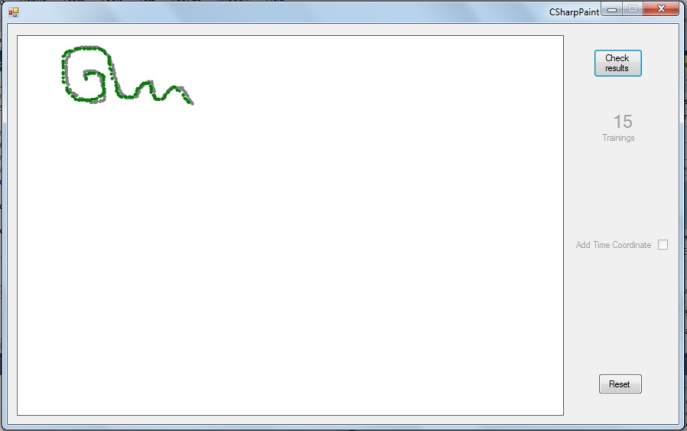 CSharpPaint
Check
results
15
Trainings
Add Time Coordinate
Reset